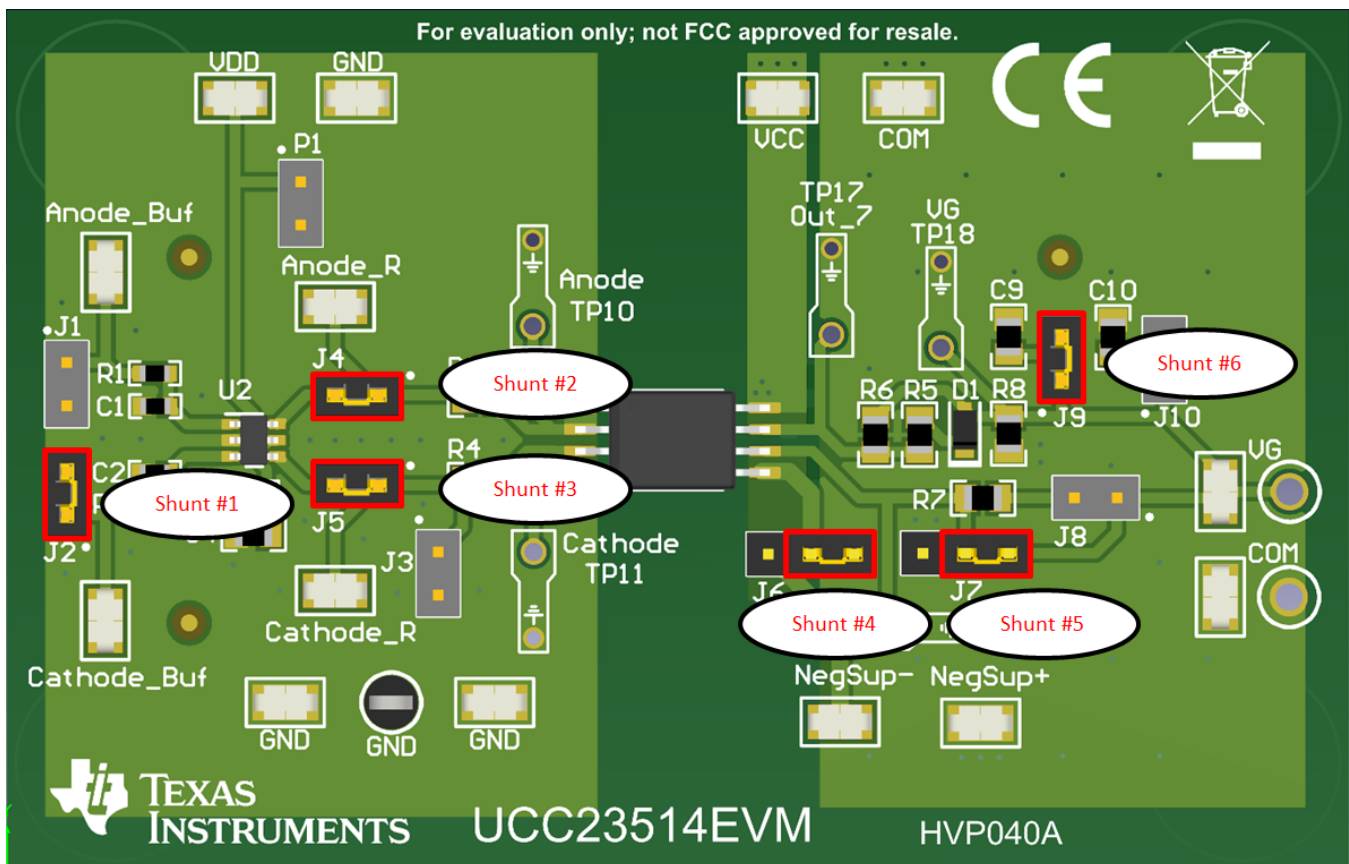 For evaluation only; not FCC approved for resale.
VDD
GND
VCC
COM
CE
P1
Anode_Buf
Anode_R
TP17
Out_7
VG
TP18
Anode
TP10
C9
C10
J1
J4
Shunt #2
Shunt #6
R1
C1
U2
R6
R5
D1
R8
J9
J10
C2
Shunt #1
R4
Shunt #3
VG
R7
J2
J5
J3
Cathode
TP11
J8
COM
J6
J7
Shunt #4
Shunt #5
Cathode_R
Cathode_Buf
NegSup-
NegSup+
GND
GND
GND
ti
TEXAS
INSTRUMENTS
UCC23514EVM
HVP040A